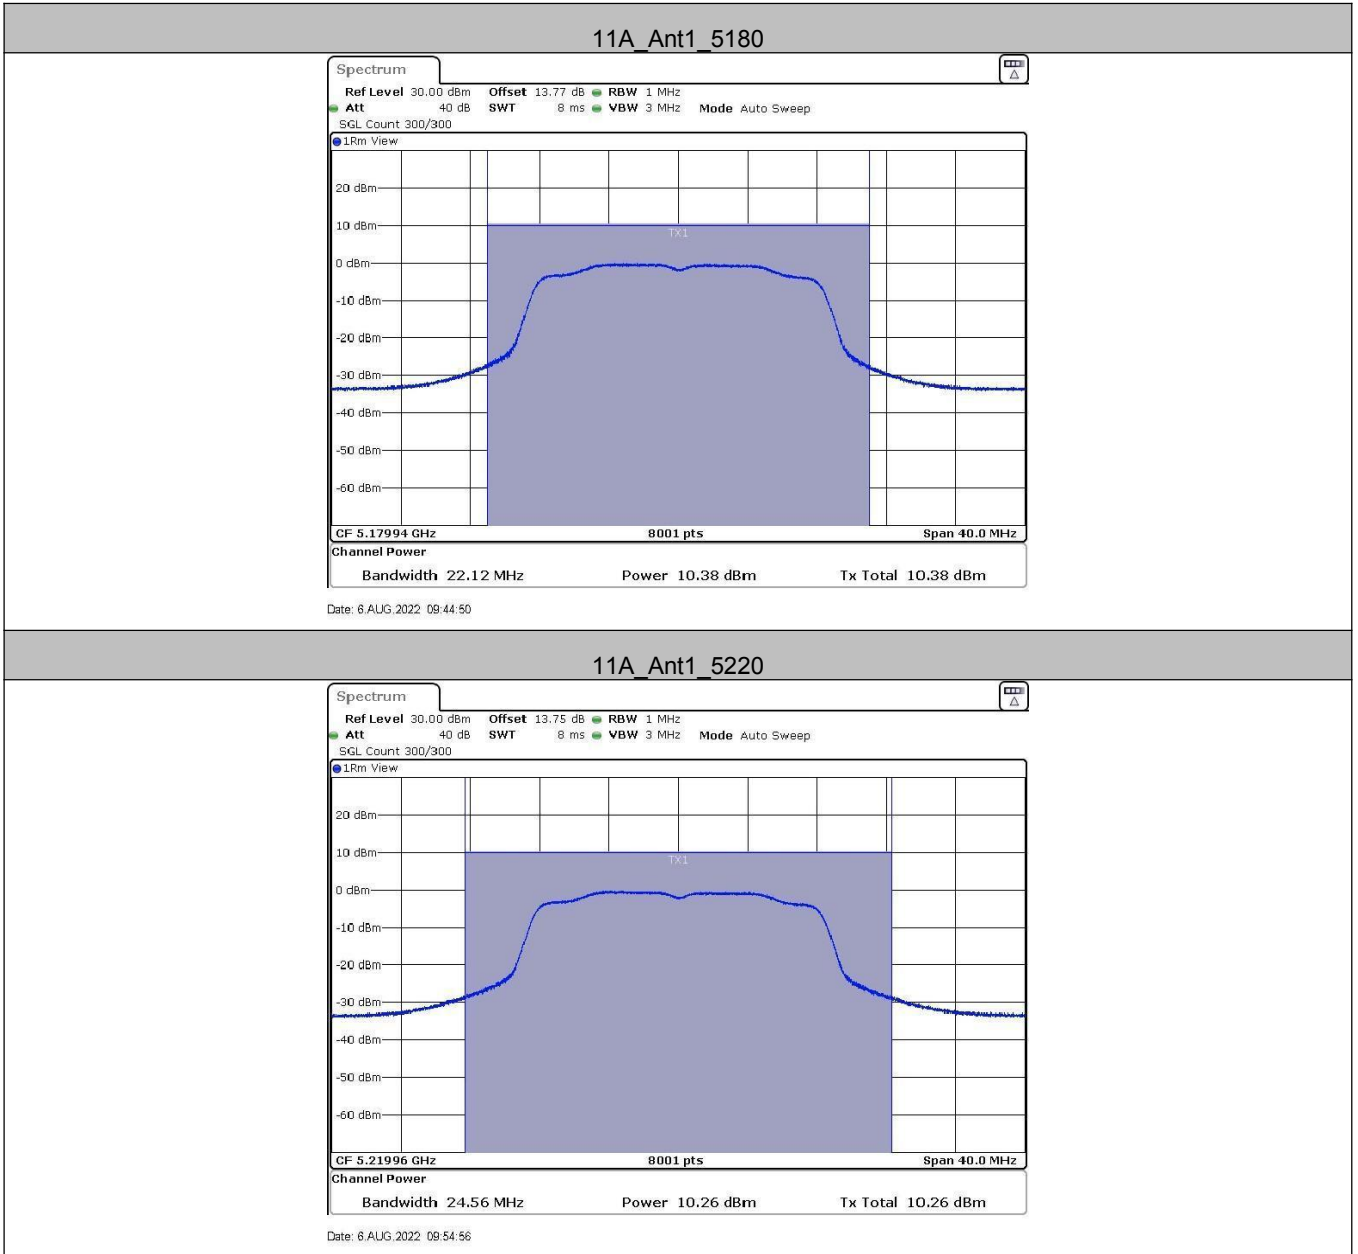 11A_Ant1_5180
Spectrum
Ref Level 30.00 dBm Offset 13.77 dB RBW 1 MHz
Att 40 dB SWT 8 ms VBW 3 MHz Mode Auto Sweep
SGL Count 300/300
1Rm View
20 dBm
10 dBm
TX1
0 dBm
-10 dBm
-20 dBm
-30 dBm
-40 dBm
-50 dBm
-60 dBm
CF 5.17994 GHz 8001 pts Span 40.0 MHz
Channel Power
Bandwidth 22.12 MHz Power 10.38 dBm Tx Total 10.38 dBm
Date: 6.AUG.2022 09:44:50
11A_Ant1_5220
Spectrum
Ref Level 30.00 dBm Offset 13.75 dB RBW 1 MHz
Att 40 dB SWT 8 ms VBW 3 MHz Mode Auto Sweep
SGL Count 300/300
1Rm View
20 dBm
10 dBm
TX1
0 dBm
-10 dBm
-20 dBm
-30 dBm
-40 dBm
-50 dBm
-60 dBm
CF 5.21996 GHz 8001 pts Span 40.0 MHz
Channel Power
Bandwidth 24.56 MHz Power 10.26 dBm Tx Total 10.26 dBm
Date: 6.AUG.2022 09:54:56